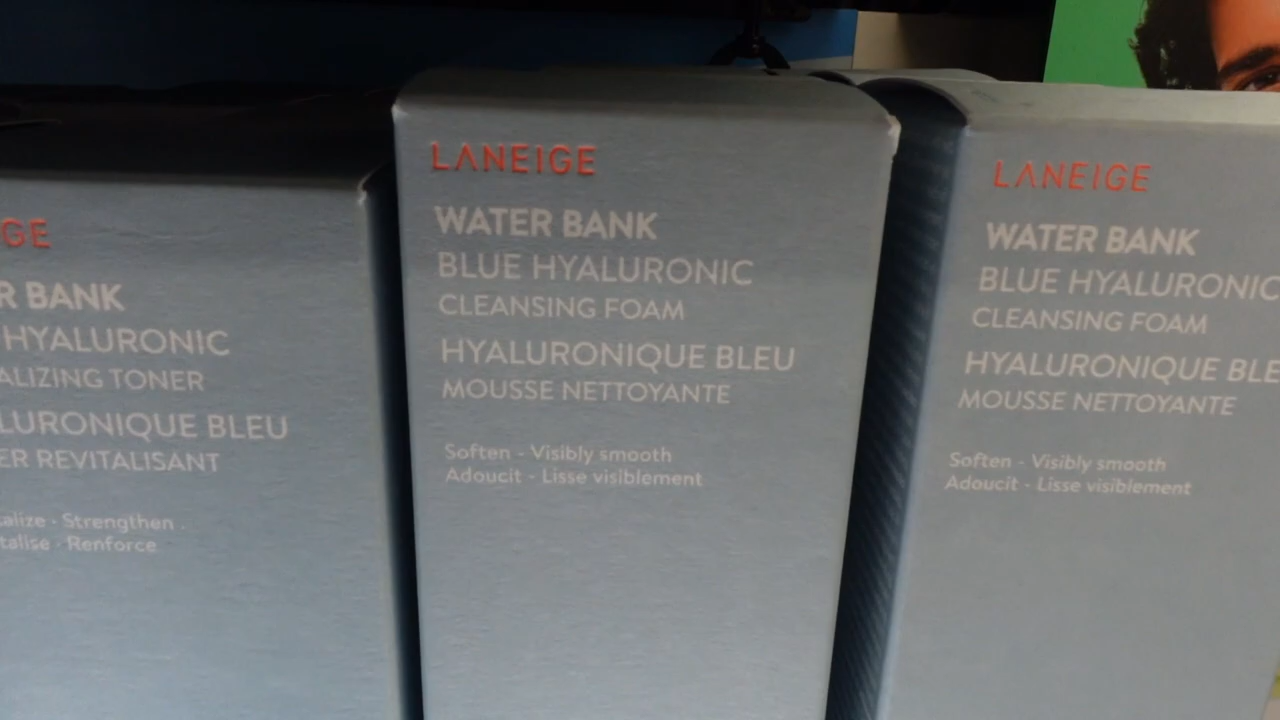 GE
R BANK
HYALURONIC
ALIZING TONER
LURONIQUE BLEU
ER REVITALISANT
talize - Strengthen
talise - Renforce
LANEIGE
WATER BANK
BLUE HYALURONIC
CLEANSING FOAM
HYALURONIQUE BLEU
MOUSSE NETTOYANTE
Soften - Visibly smooth
Adoucit - Lisse visiblement
LANEIGE
WATER BANK
BLUE HYALURONIC
CLEANSING FOAM
HYALURONIQUE BLE
MOUSSE NETTOYANTE
Soften - Visibly smooth
Adoucit - Lisse visiblement